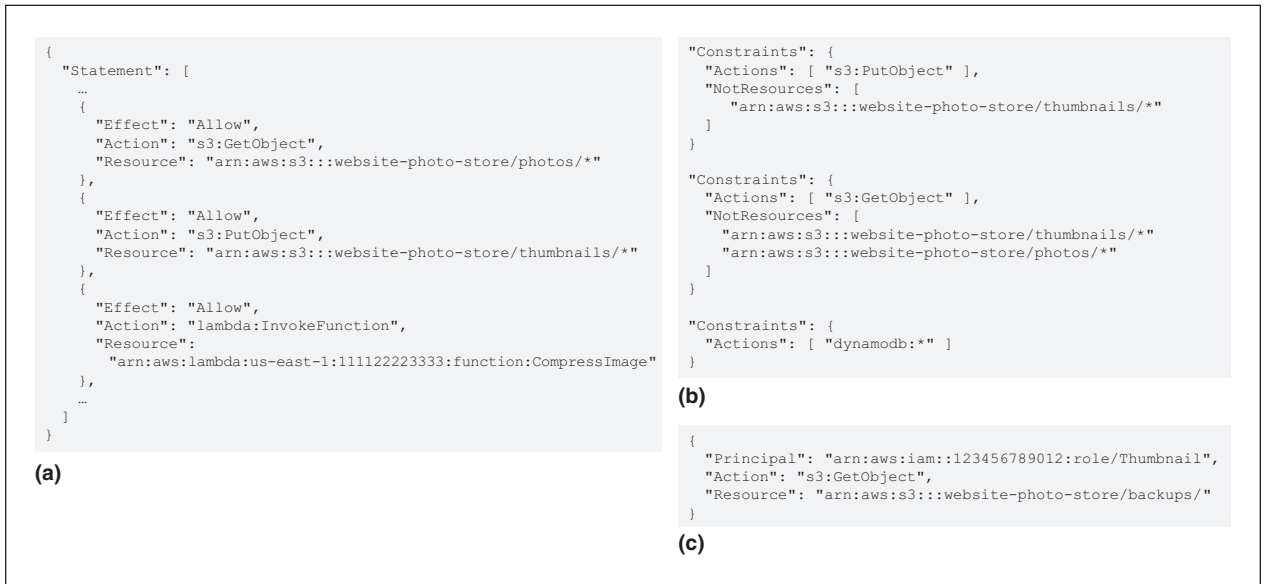 {
  "Statement": [
    …
    {
      "Effect": "Allow",
      "Action": "s3:GetObject",
      "Resource": "arn:aws:s3:::website-photo-store/photos/*"
    },
    {
      "Effect": "Allow",
      "Action": "s3:PutObject",
      "Resource": "arn:aws:s3:::website-photo-store/thumbnails/*"
    },
    {
      "Effect": "Allow",
      "Action": "lambda:InvokeFunction",
      "Resource":
        "arn:aws:lambda:us-east-1:111122223333:function:CompressImage"
    },
    …
  ]
}
(a)
"Constraints": {
  "Actions": [ "s3:PutObject" ],
  "NotResources": [
     "arn:aws:s3:::website-photo-store/thumbnails/*"
  ]
}
"Constraints": {
  "Actions": [ "s3:GetObject" ],
  "NotResources": [
    "arn:aws:s3:::website-photo-store/thumbnails/*"
    "arn:aws:s3:::website-photo-store/photos/*"
  ]
}
"Constraints": {
  "Actions": [ "dynamodb:*" ]
}
(b)
{
  "Principal": "arn:aws:iam::123456789012:role/Thumbnail",
  "Action": "s3:GetObject",
  "Resource": "arn:aws:s3:::website-photo-store/backups/"
}
(c)